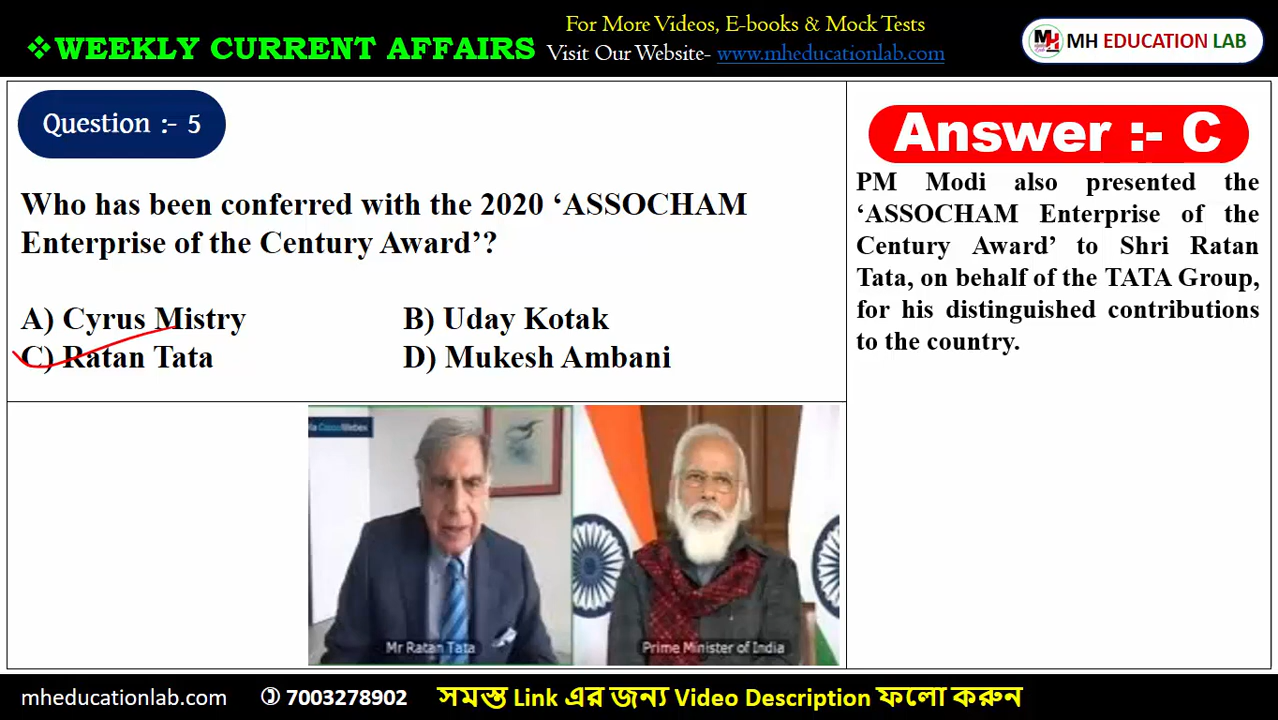 ❖WEEKLY CURRENT AFFAIRS
For More Videos, E-books & Mock Tests
Visit Our Website- www.mheducationlab.com
MH EDUCATION LAB
Question :- 5
Who has been conferred with the 2020 ‘ASSOCHAM
Enterprise of the Century Award’?
A) Cyrus Mistry
B) Uday Kotak
C) Ratan Tata
D) Mukesh Ambani
Answer :- C
PM Modi also presented the
‘ASSOCHAM Enterprise of the
Century Award’ to Shri Ratan
Tata, on behalf of the TATA Group,
for his distinguished contributions
to the country.
Mr Ratan Tata
Prime Minister of India
mheducationlab.com
7003278902
সমস্ত Link এর জন্য Video Description ফলো করুন